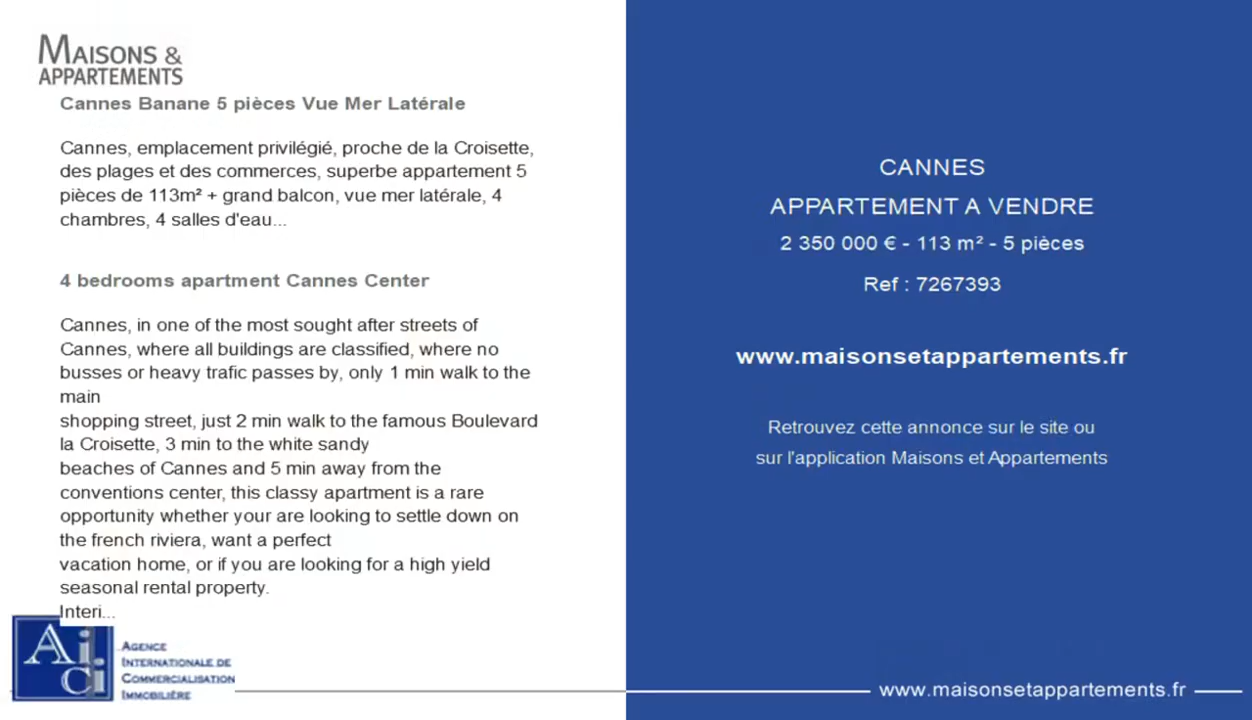 MAISONS &
APPARTEMENTS
Cannes Banane 5 pièces Vue Mer Latérale
Cannes, emplacement privilégié, proche de la Croisette,
des plages et des commerces, superbe appartement 5
pièces de 113m² + grand balcon, vue mer latérale, 4
chambres, 4 salles d'eau...
4 bedrooms apartment Cannes Center
Cannes, in one of the most sought after streets of
Cannes, where all buildings are classified, where no
busses or heavy trafic passes by, only 1 min walk to the
main
shopping street, just 2 min walk to the famous Boulevard
la Croisette, 3 min to the white sandy
beaches of Cannes and 5 min away from the
conventions center, this classy apartment is a rare
opportunity whether your are looking to settle down on
the french riviera, want a perfect
vacation home, or if you are looking for a high yield
seasonal rental property.
Interi...
Aici
AGENCE
INTERNATIONALE DE
COMMERCIALISATION
IMMOBILIÈRE
CANNES
APPARTEMENT A VENDRE
2 350 000 € - 113 m² - 5 pièces
Ref : 7267393
www.maisonsetappartements.fr
Retrouvez cette annonce sur le site ou
sur l'application Maisons et Appartements
www.maisonsetappartements.fr